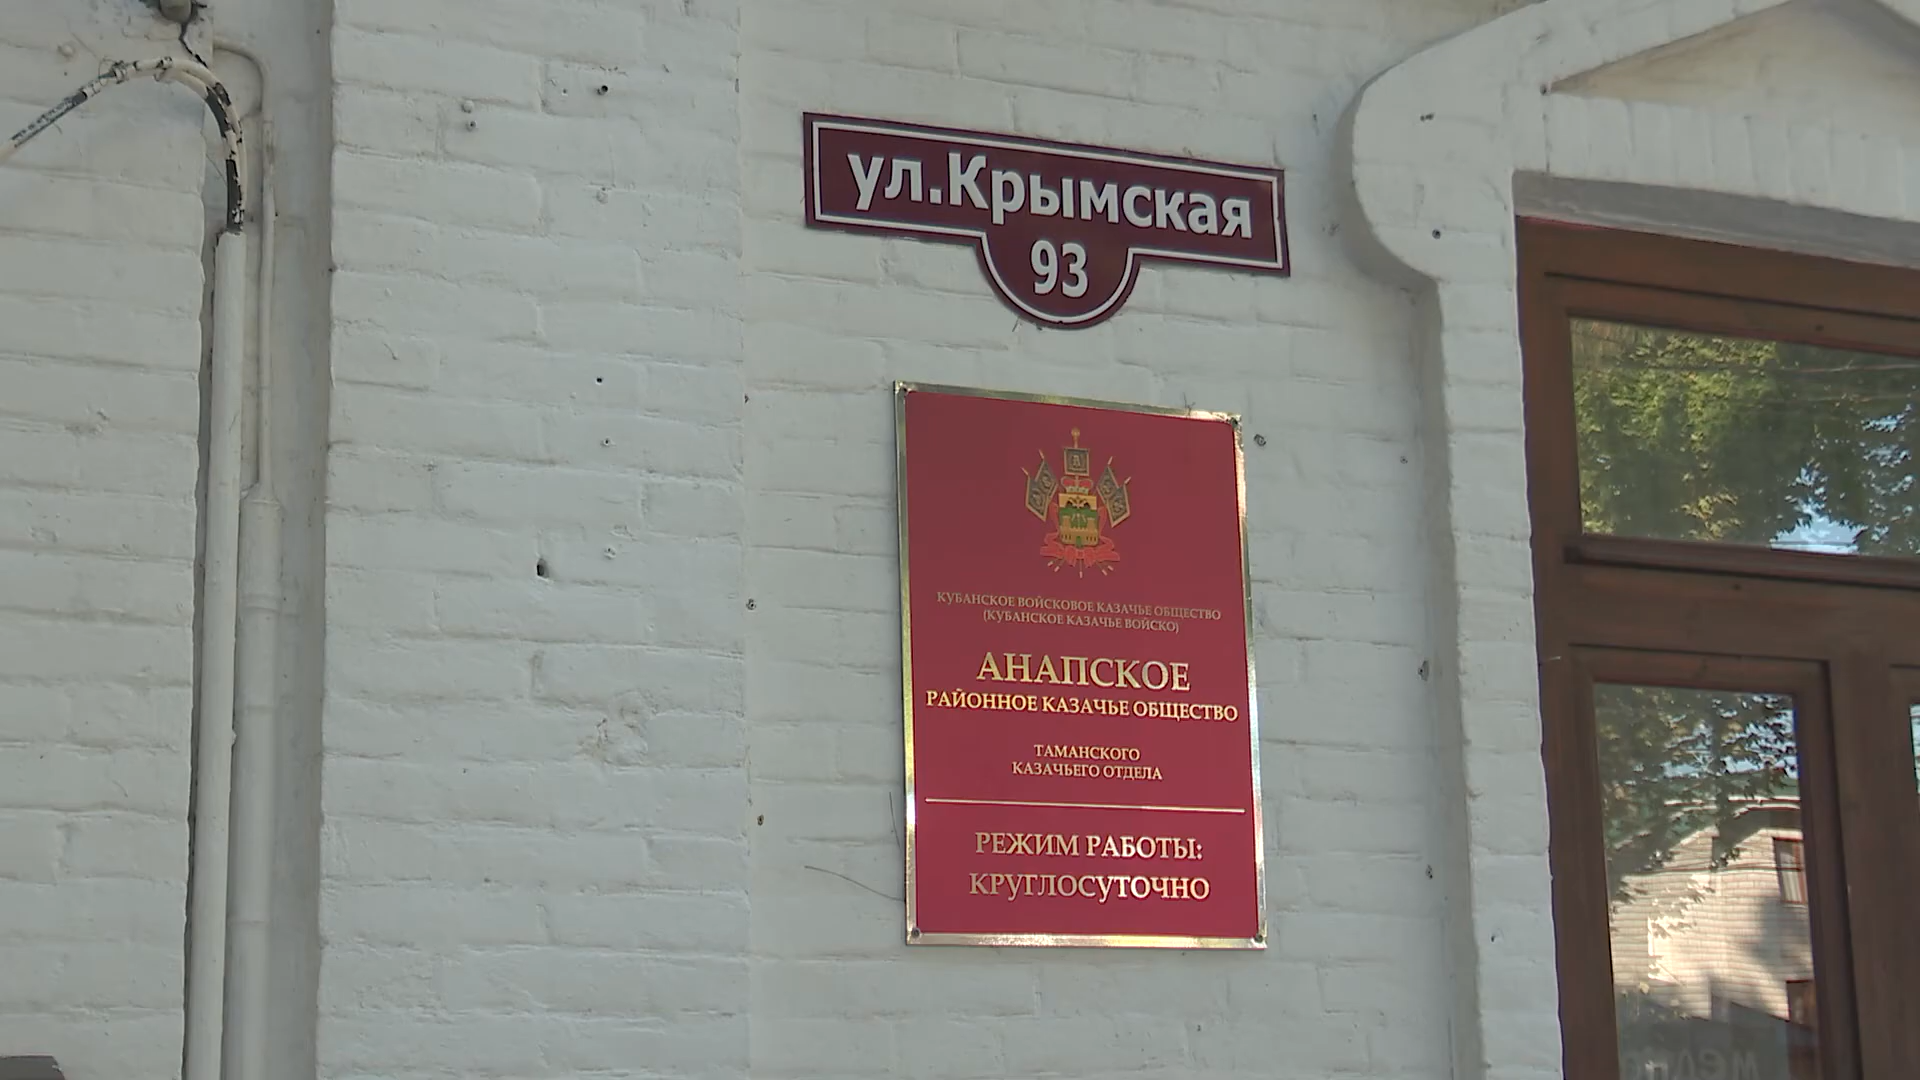 ул.Крымская
93
КУБАНСКОЕ ВОЙСКОВОЕ КАЗАЧЬЕ ОБЩЕСТВО
(КУБАНСКОЕ КАЗАЧЬЕ ВОЙСКО)
АНАПСКОЕ
РАЙОННОЕ КАЗАЧЬЕ ОБЩЕСТВО
ТАМАНСКОГО
КАЗАЧЬЕГО ОТДЕЛА
РЕЖИМ РАБОТЫ:
КРУГЛОСУТОЧНО